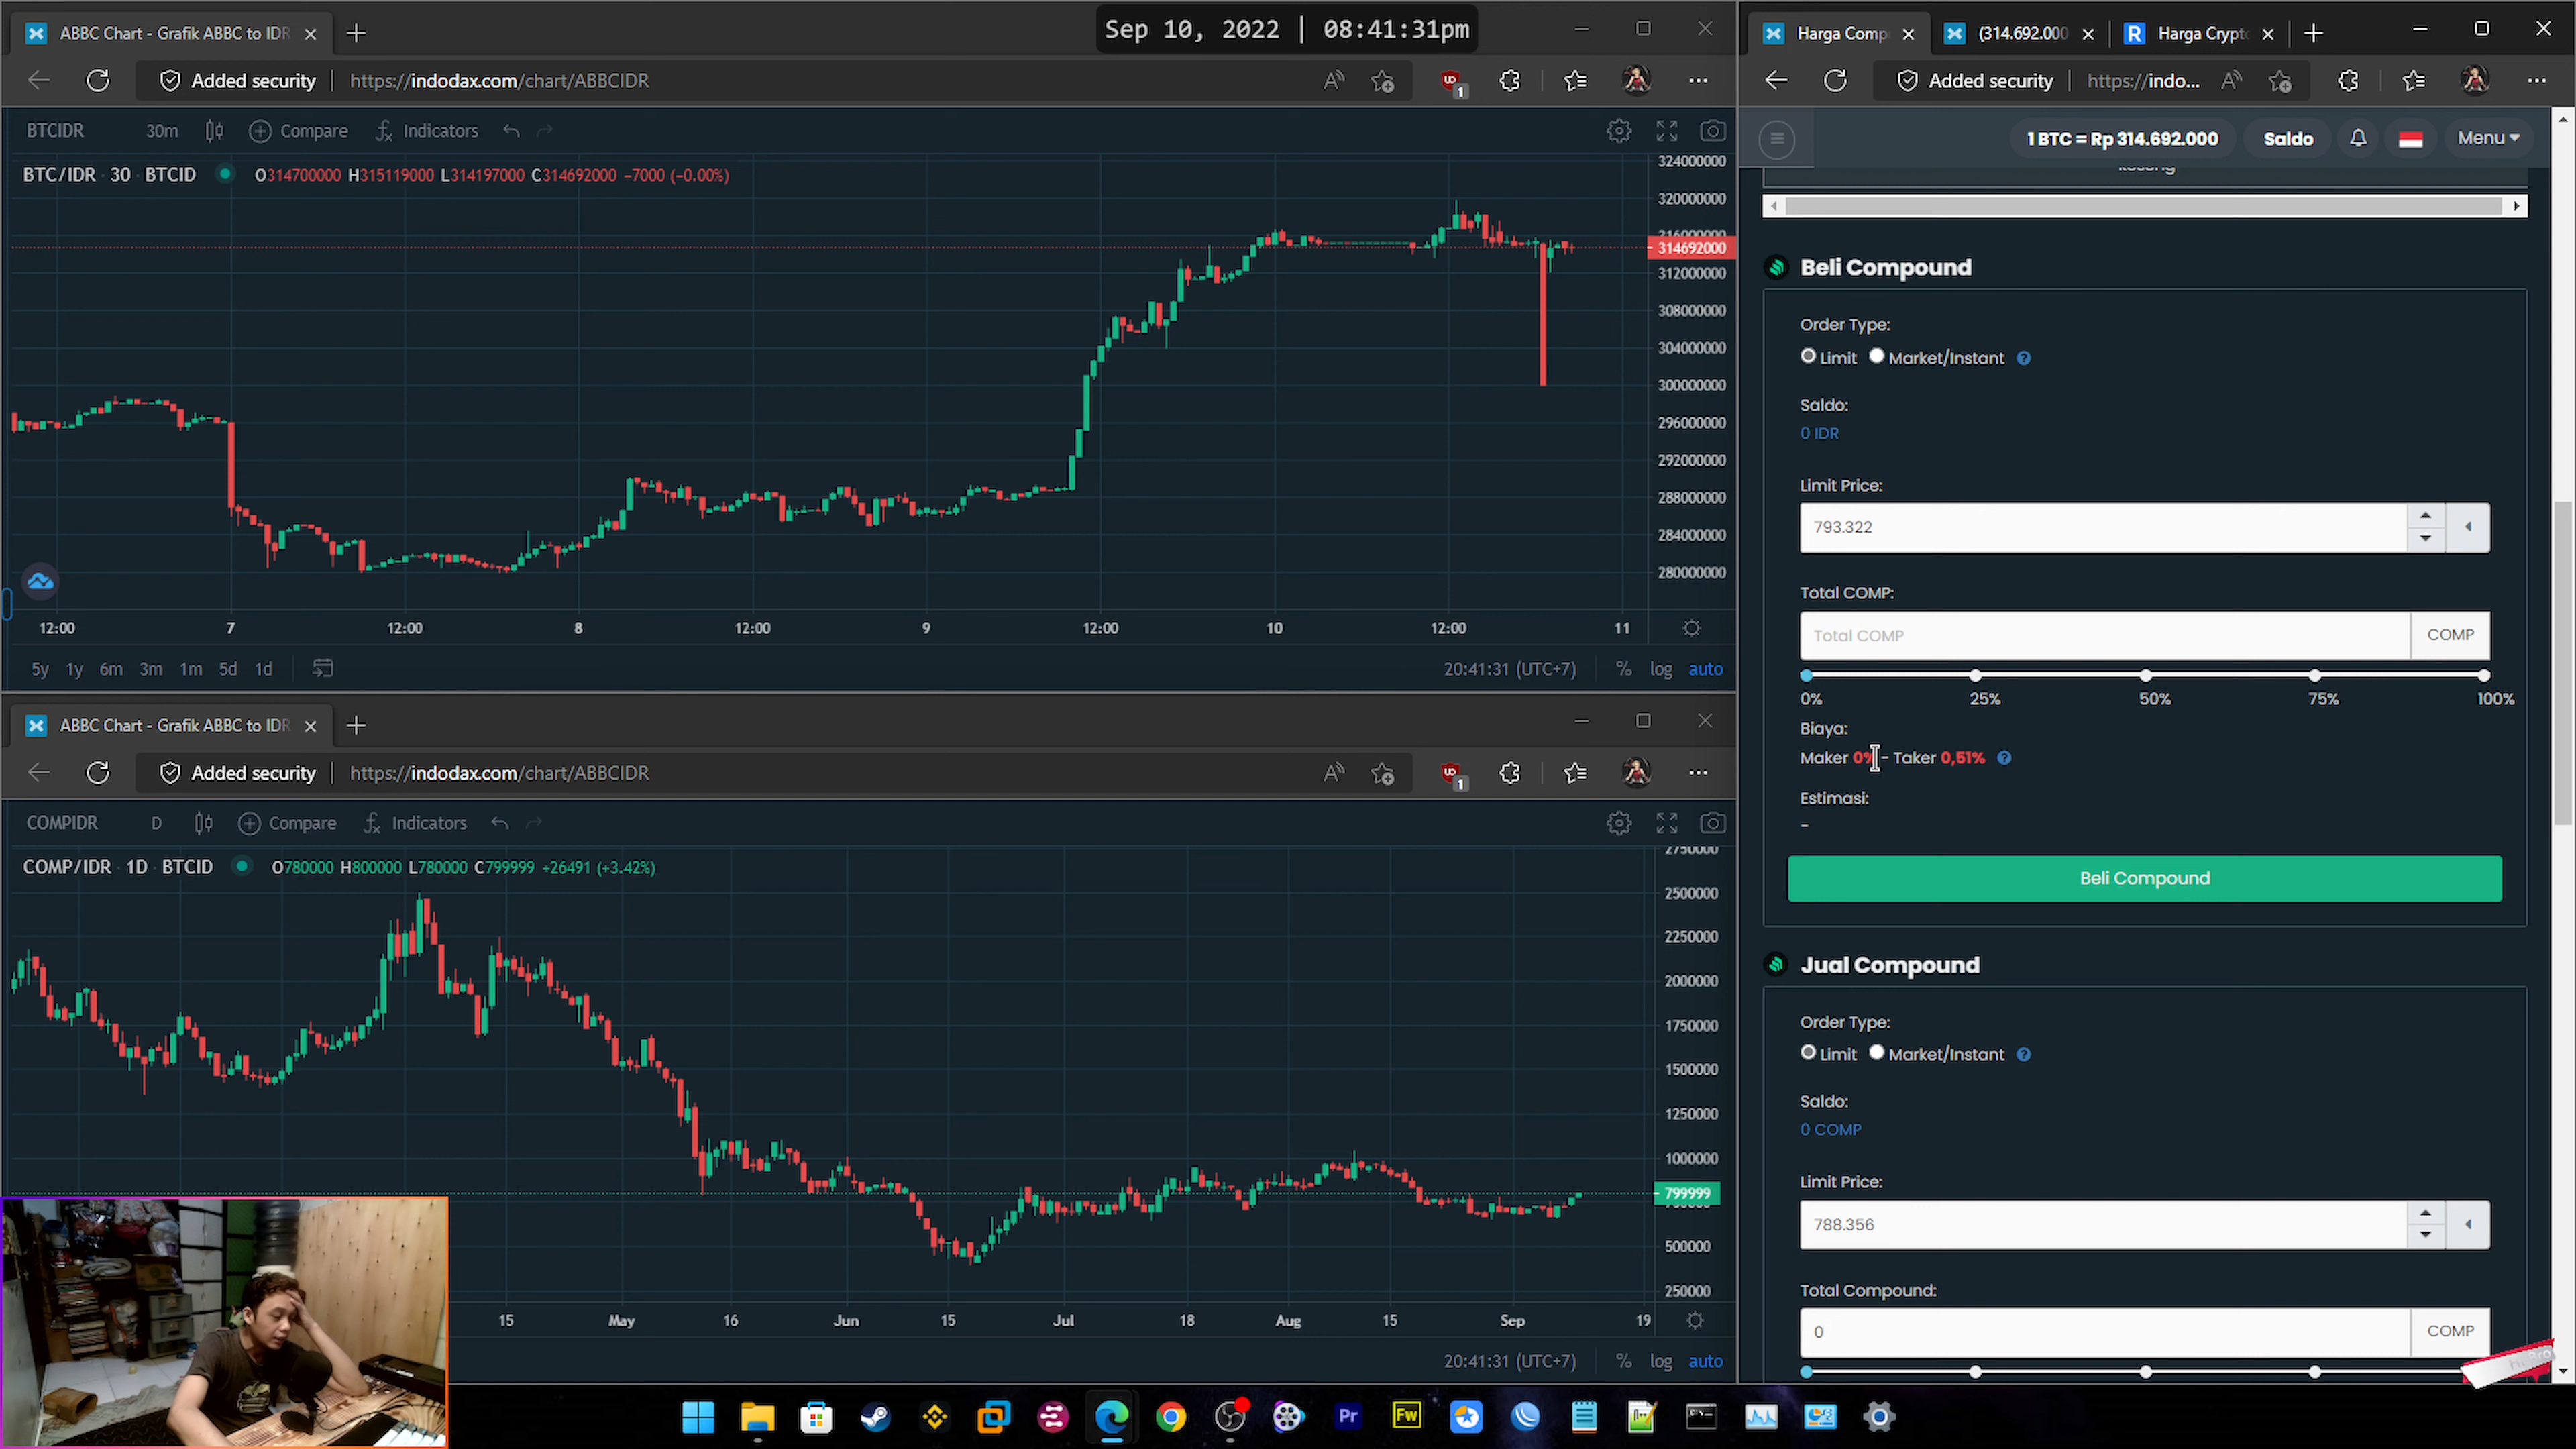 ABBC Chart - Grafik ABBC to IDR
Sep 10, 2022 | 08:41:31pm
Added security
https://indodax.com/chart/ABBCIDR
1
BTCIDR
30m
Compare
Indicators
BTC/IDR 30 BTCID
O314700000 H315119000 L314197000 C314692000 −7000 (−0.00%)
324000000
320000000
316000000
314692000
312000000
308000000
304000000
300000000
296000000
292000000
288000000
284000000
280000000
12:00
7
12:00
8
12:00
9
12:00
10
12:00
11
5y 1y 6m 3m 1m 5d 1d
20:41:31 (UTC+7)
% log auto
ABBC Chart - Grafik ABBC to IDR
Added security
https://indodax.com/chart/ABBCIDR
1
COMPIDR
D
Compare
Indicators
COMP/IDR 1D BTCID
O780000 H800000 L780000 C799999 +26491 (+3.42%)
2750000
2500000
2250000
2000000
1750000
1500000
1250000
1000000
799999
500000
250000
15
May
16
Jun
15
Jul
18
Aug
15
Sep
19
20:41:31 (UTC+7)
% log auto
Harga Comp
(314.692.000
Harga Crypto
Added security
https://indo...
1 BTC = Rp 314.692.000
Saldo
Menu
kosong
Beli Compound
Order Type:
Limit Market/Instant ?
Saldo:
0 IDR
Limit Price:
793.322
Total COMP:
Total COMP
COMP
0% 25% 50% 75% 100%
Biaya:
Maker 0% - Taker 0,51% ?
Estimasi:
-
Beli Compound
Jual Compound
Order Type:
Limit Market/Instant ?
Saldo:
0 COMP
Limit Price:
788.356
Total Compound:
0
COMP
Pr
Fw